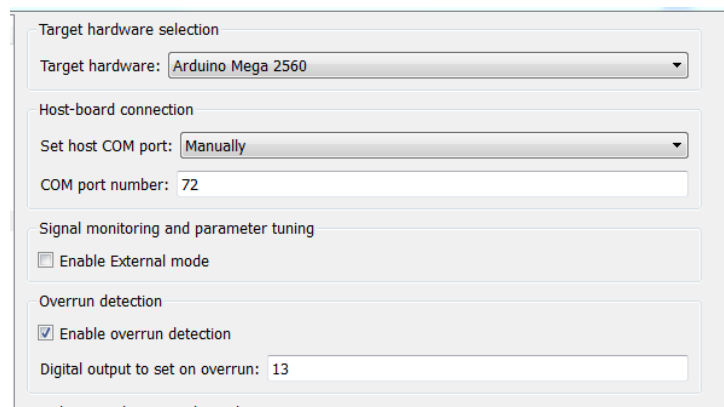 Target hardware selection
Target hardware: Arduino Mega 2560
Host-board connection
Set host COM port: Manually
COM port number: 72
Signal monitoring and parameter tuning
Enable External mode
Overrun detection
Enable overrun detection
Digital output to set on overrun: 13